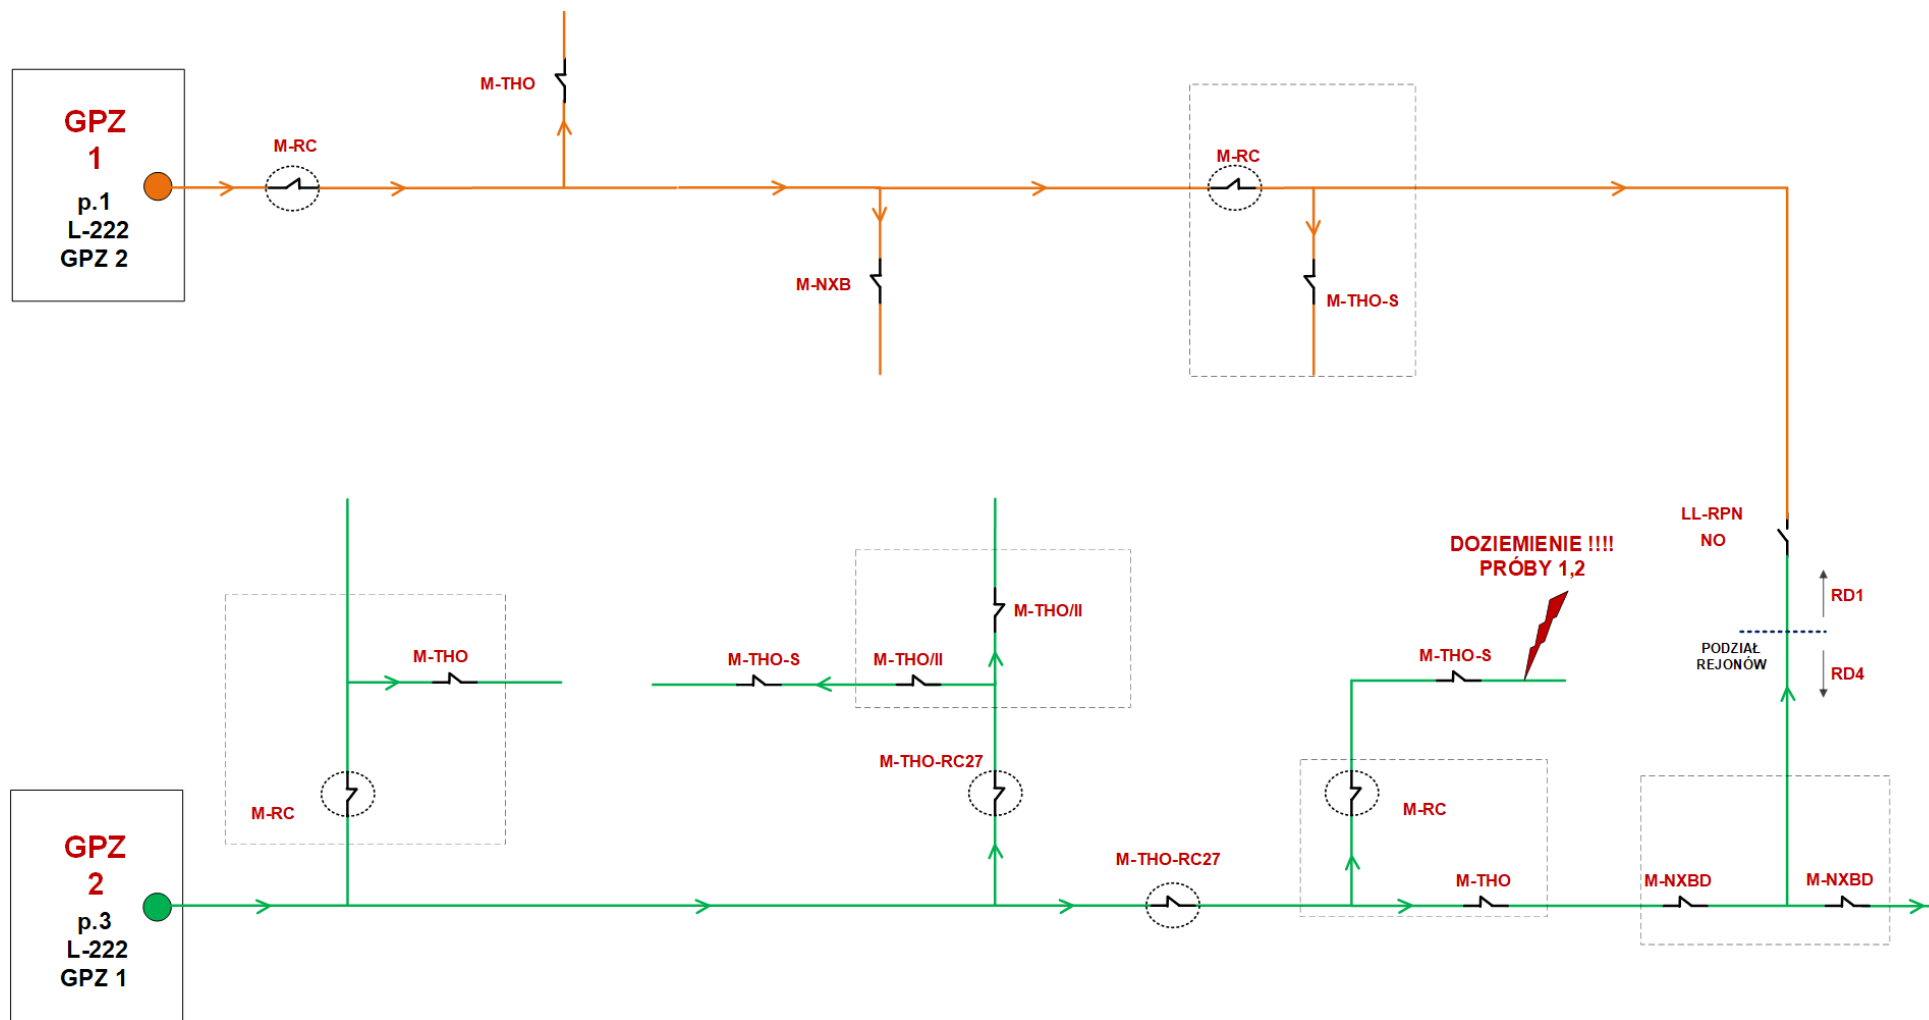 GPZ
1
p.1
L-222
GPZ 2
M-RC
M-THO
M-NXB
M-RC
M-THO-S
LL-RPN
NO
RD1
PODZIAŁ
REJONÓW
RD4
DOZIEMIENIE !!!!
PRÓBY 1,2
M-THO-S
M-THO
M-THO-S
M-THO/II
M-THO/II
M-THO-RC27
M-RC
M-RC
M-THO-RC27
M-THO
M-NXBD
M-NXBD
GPZ
2
p.3
L-222
GPZ 1